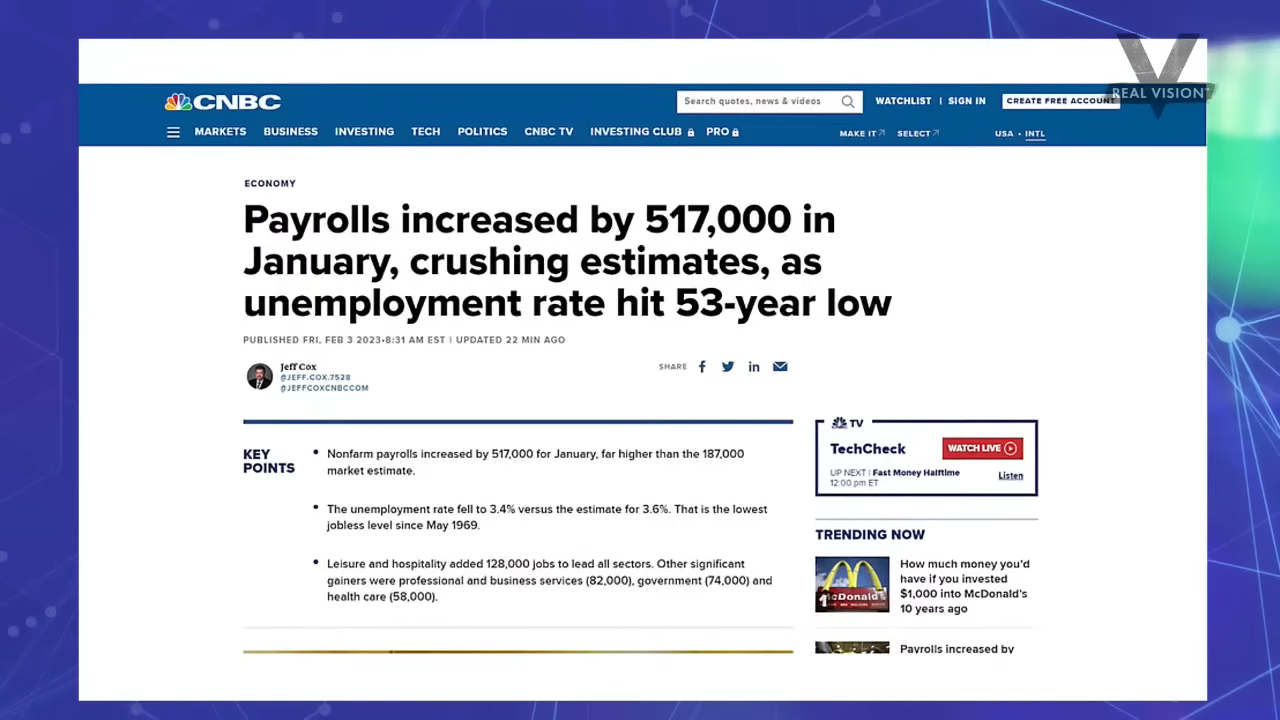 REAL VISION
CNBC
Search quotes, news & videos
WATCHLIST | SIGN IN
CREATE FREE ACCOUNT
MARKETS BUSINESS INVESTING TECH POLITICS CNBC TV INVESTING CLUB PRO
MAKE IT SELECT
USA • INTL
ECONOMY
Payrolls increased by 517,000 in
January, crushing estimates, as
unemployment rate hit 53-year low
PUBLISHED FRI, FEB 3 2023•8:31 AM EST | UPDATED 22 MIN AGO
Jeff Cox
@JEFF.COX.7528
@JEFFCOXCNBCCOM
SHARE
KEY
POINTS
• Nonfarm payrolls increased by 517,000 for January, far higher than the 187,000
market estimate.
• The unemployment rate fell to 3.4% versus the estimate for 3.6%. That is the lowest
jobless level since May 1969.
• Leisure and hospitality added 128,000 jobs to lead all sectors. Other significant
gainers were professional and business services (82,000), government (74,000) and
health care (58,000).
TV
TechCheck
WATCH LIVE
UP NEXT | Fast Money Halftime
12:00 pm ET
Listen
TRENDING NOW
McDonald's
1
How much money you'd
have if you invested
$1,000 into McDonald's
10 years ago
Payrolls increased by